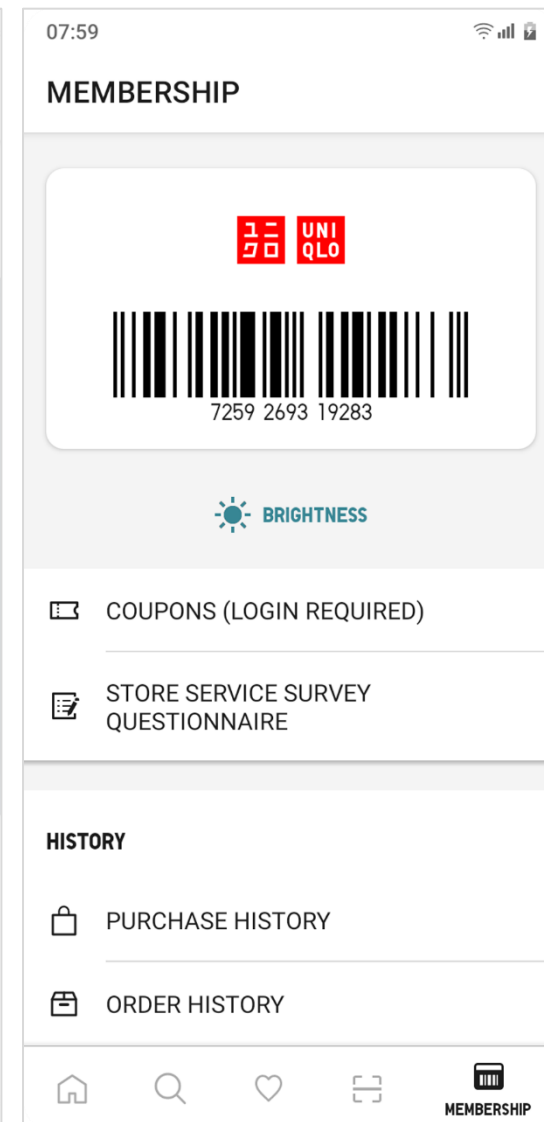 07:59
MEMBERSHIP
ユニ UNI
クロ QLO
7259 2693 19283
BRIGHTNESS
COUPONS (LOGIN REQUIRED)
STORE SERVICE SURVEY
QUESTIONNAIRE
HISTORY
PURCHASE HISTORY
ORDER HISTORY
MEMBERSHIP